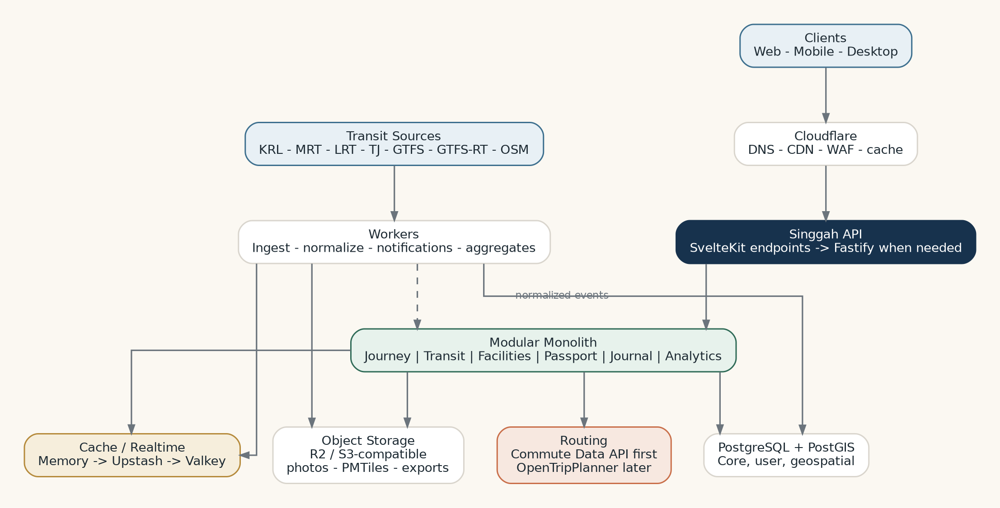 Clients
Web - Mobile - Desktop
Transit Sources
KRL - MRT - LRT - TJ - GTFS - GTFS-RT - OSM
Cloudflare
DNS - CDN - WAF - cache
Workers
Ingest - normalize - notifications - aggregates
Singgah API
SvelteKit endpoints -> Fastify when needed
normalized events
Modular Monolith
Journey | Transit | Facilities | Passport | Journal | Analytics
Cache / Realtime
Memory -> Upstash -> Valkey
Object Storage
R2 / S3-compatible
photos - PMTiles - exports
Routing
Commute Data API first
OpenTripPlanner later
PostgreSQL + PostGIS
Core, user, geospatial